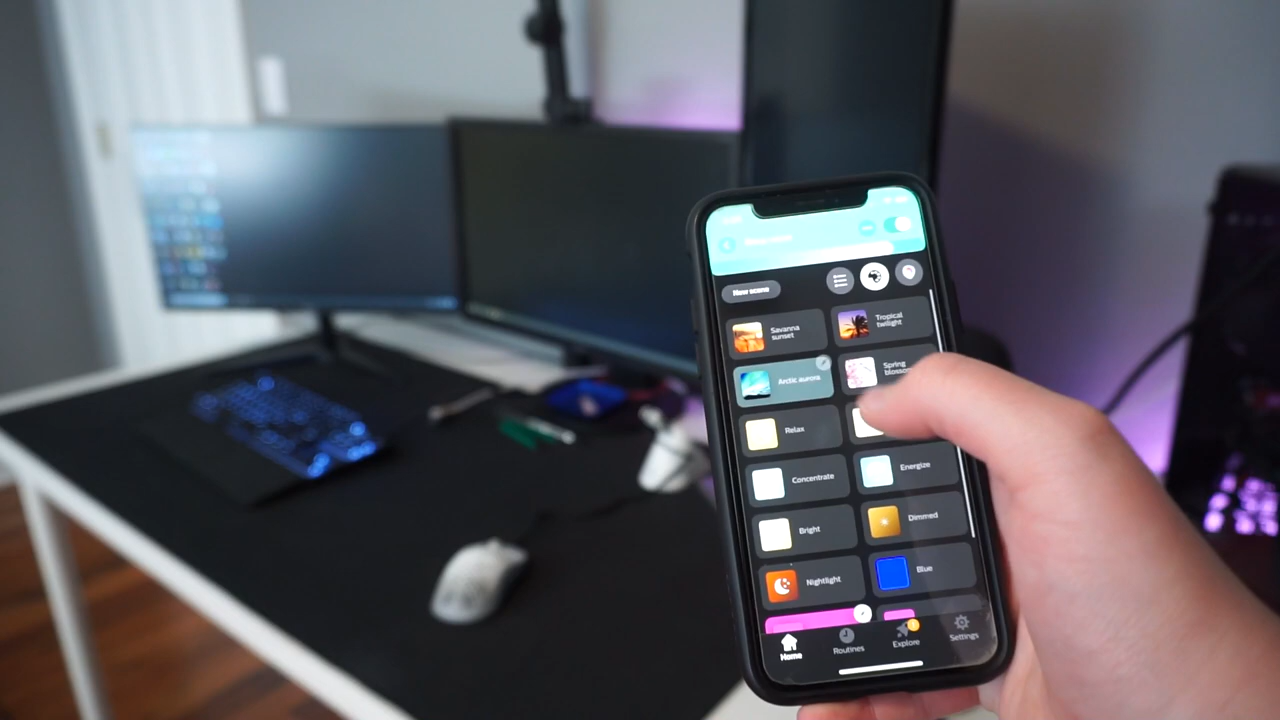 New scene
Savanna
sunset
Tropical
twilight
Arctic aurora
Spring
blossom
Relax
Concentrate
Energize
Bright
Dimmed
Nightlight
Blue
Home
Routines
Explore
Settings